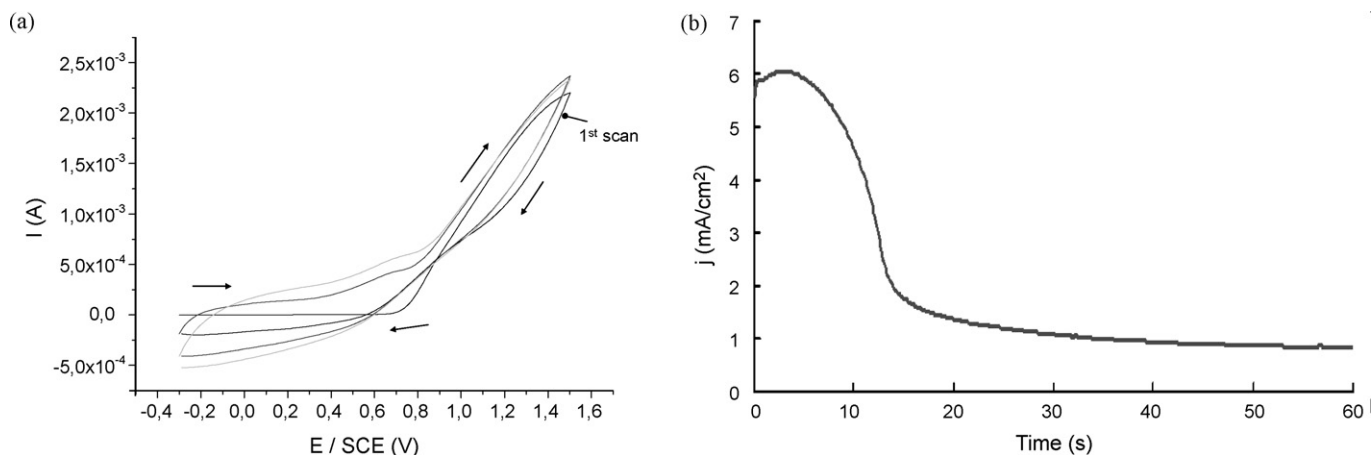 (a)
I (A)
2,5x10⁻³
2,0x10⁻³
1,5x10⁻³
1,0x10⁻³
5,0x10⁻⁴
0,0
-5,0x10⁻⁴
1ˢᵗ scan
-0,4 -0,2 0,0 0,2 0,4 0,6 0,8 1,0 1,2 1,4 1,6
E / SCE (V)
(b)
j (mA/cm²)
7
6
5
4
3
2
1
0
0 10 20 30 40 50 60
Time (s)